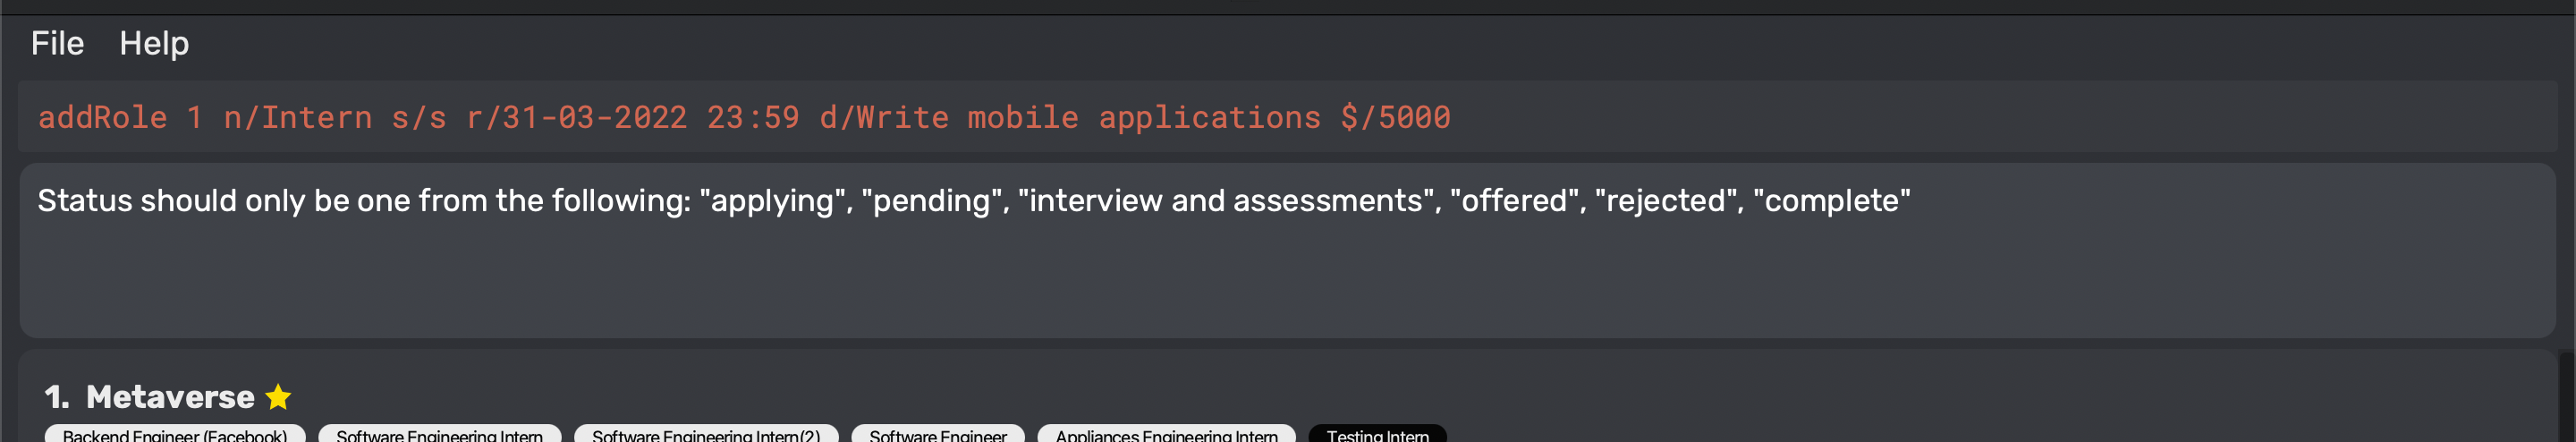 File Help
addRole 1 n/Intern s/s r/31-03-2022 23:59 d/Write mobile applications $/5000
Status should only be one from the following: "applying", "pending", "interview and assessments", "offered", "rejected", "complete"
1. Metaverse
Backend Engineer (Facebook) Software Engineering Intern Software Engineering Intern(2) Software Engineer Appliances Engineering Intern Testing Intern